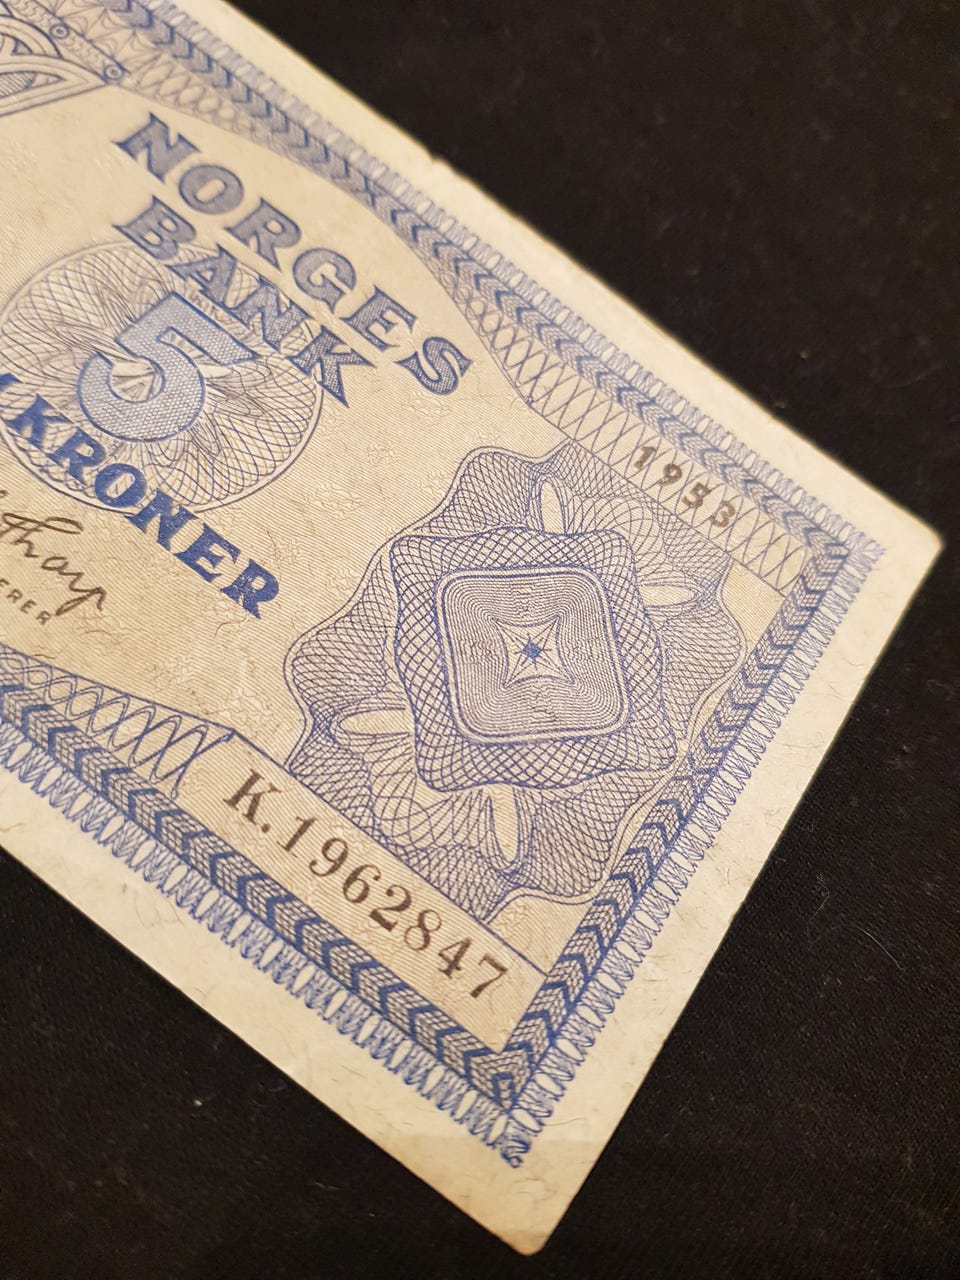 NORGES
BANK
5
KRONER
1953
K.1962847